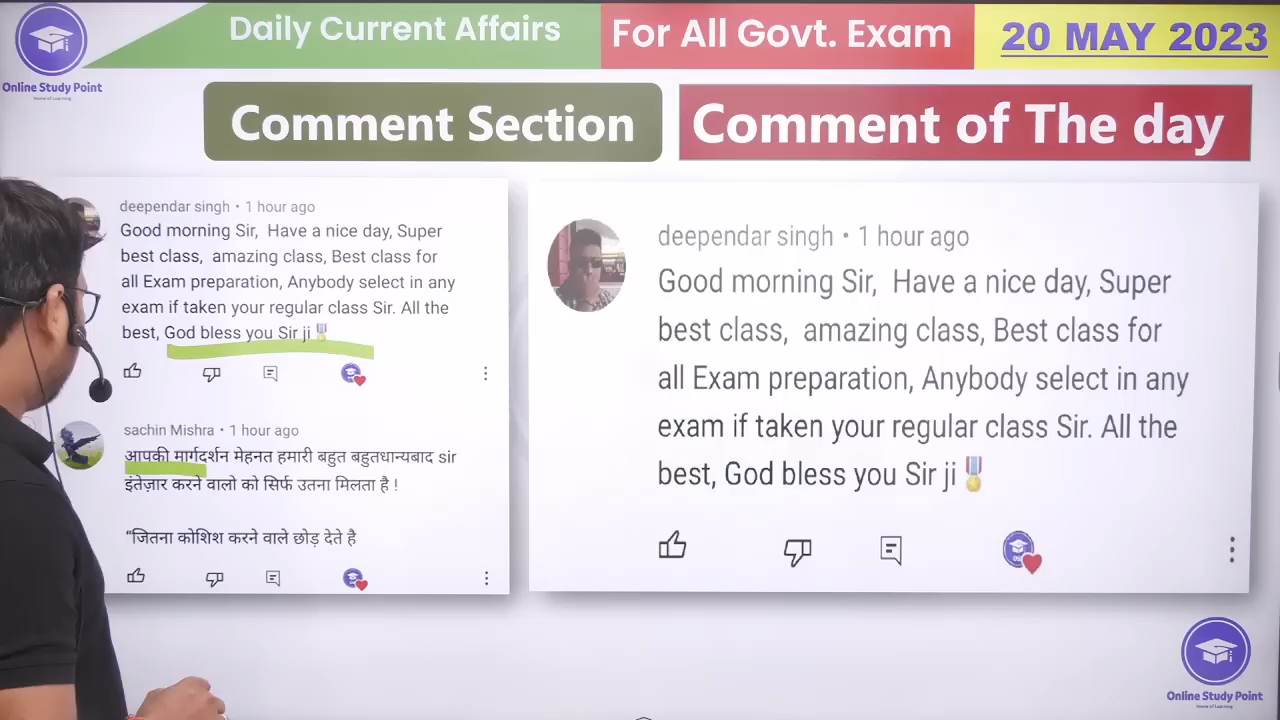 Daily Current Affairs
For All Govt. Exam
20 MAY 2023
Online Study Point
Home of Learning
Comment Section
Comment of The day
deependar singh • 1 hour ago
Good morning Sir, Have a nice day, Super
best class, amazing class, Best class for
all Exam preparation, Anybody select in any
exam if taken your regular class Sir. All the
best, God bless you Sir ji🎖️
sachin Mishra • 1 hour ago
आपकी मार्गदर्शन मेहनत हमारी बहुत बहुतधान्यबाद sir
इंतेज़ार करने वालो को सिर्फ उतना मिलता है !
“जितना कोशिश करने वाले छोड़ देते है
deependar singh • 1 hour ago
Good morning Sir, Have a nice day, Super
best class, amazing class, Best class for
all Exam preparation, Anybody select in any
exam if taken your regular class Sir. All the
best, God bless you Sir ji🎖️
Online Study Point
Home of Learning